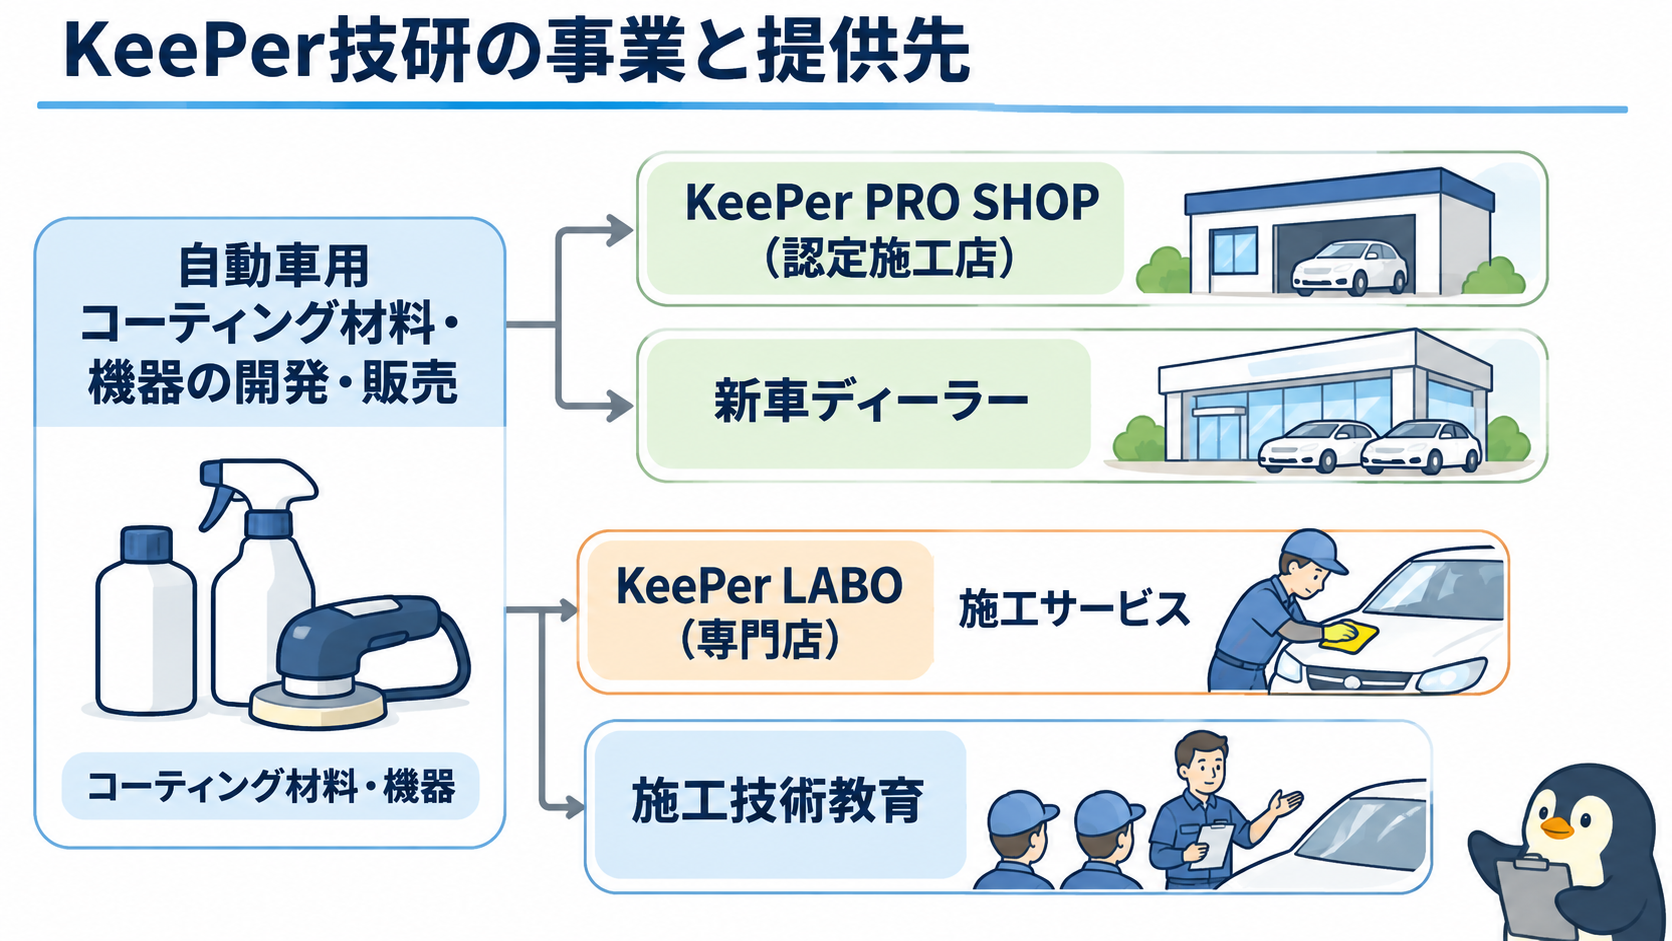 KeePer技研の事業と提供先
自動車用
コーティング材料・
機器の開発・販売
コーティング材料・機器
KeePer PRO SHOP
（認定施工店）
新車ディーラー
KeePer LABO
（専門店）
施工サービス
施工技術教育